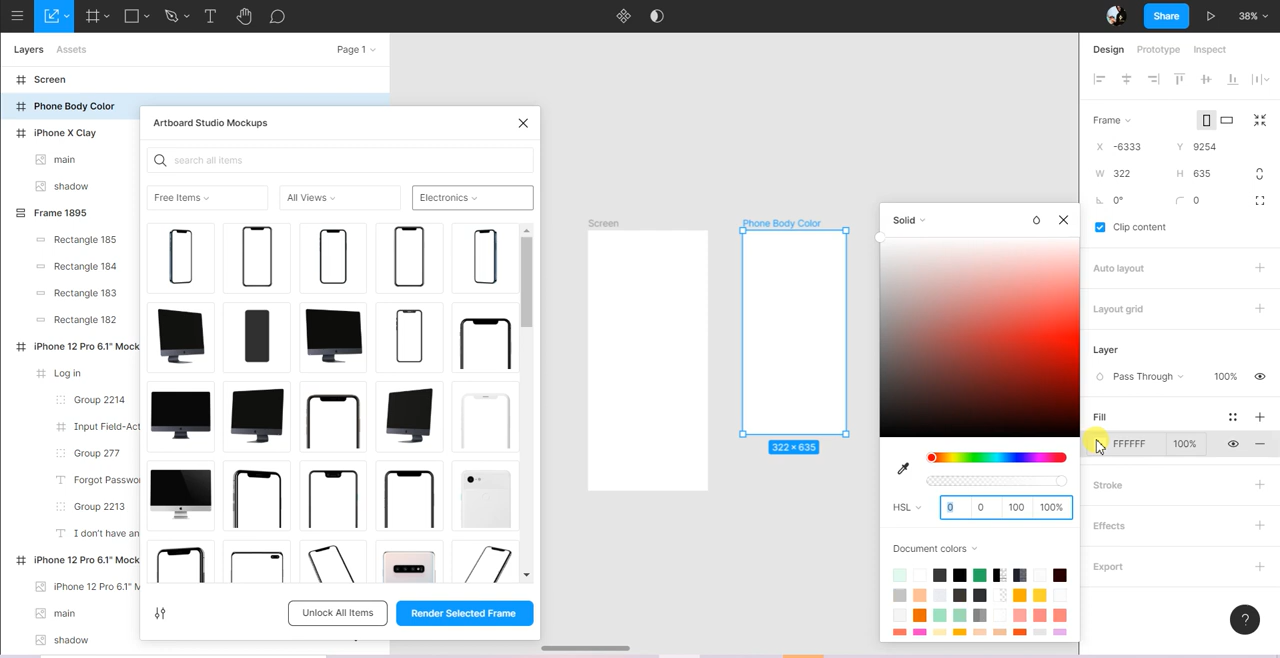 Share
38%
Layers
Assets
Page 1
Screen
Phone Body Color
iPhone X Clay
main
shadow
Frame 1895
Rectangle 185
Rectangle 184
Rectangle 183
Rectangle 182
iPhone 12 Pro 6.1" Mock
Log in
Group 2214
Input Field-Act
Group 277
Forgot Passwo
Group 2213
I don't have an
iPhone 12 Pro 6.1" Mock
iPhone 12 Pro 6.1" M
main
shadow
Artboard Studio Mockups
search all items
Free Items
All Views
Electronics
Unlock All Items
Render Selected Frame
Screen
Phone Body Color
322 × 635
Solid
HSL
0
0
100
100%
Document colors
Design
Prototype
Inspect
Frame
X
-6333
Y
9254
W
322
H
635
0°
0
Clip content
Auto layout
Layout grid
Layer
Pass Through
100%
Fill
FFFFFF
100%
Stroke
Effects
Export
?